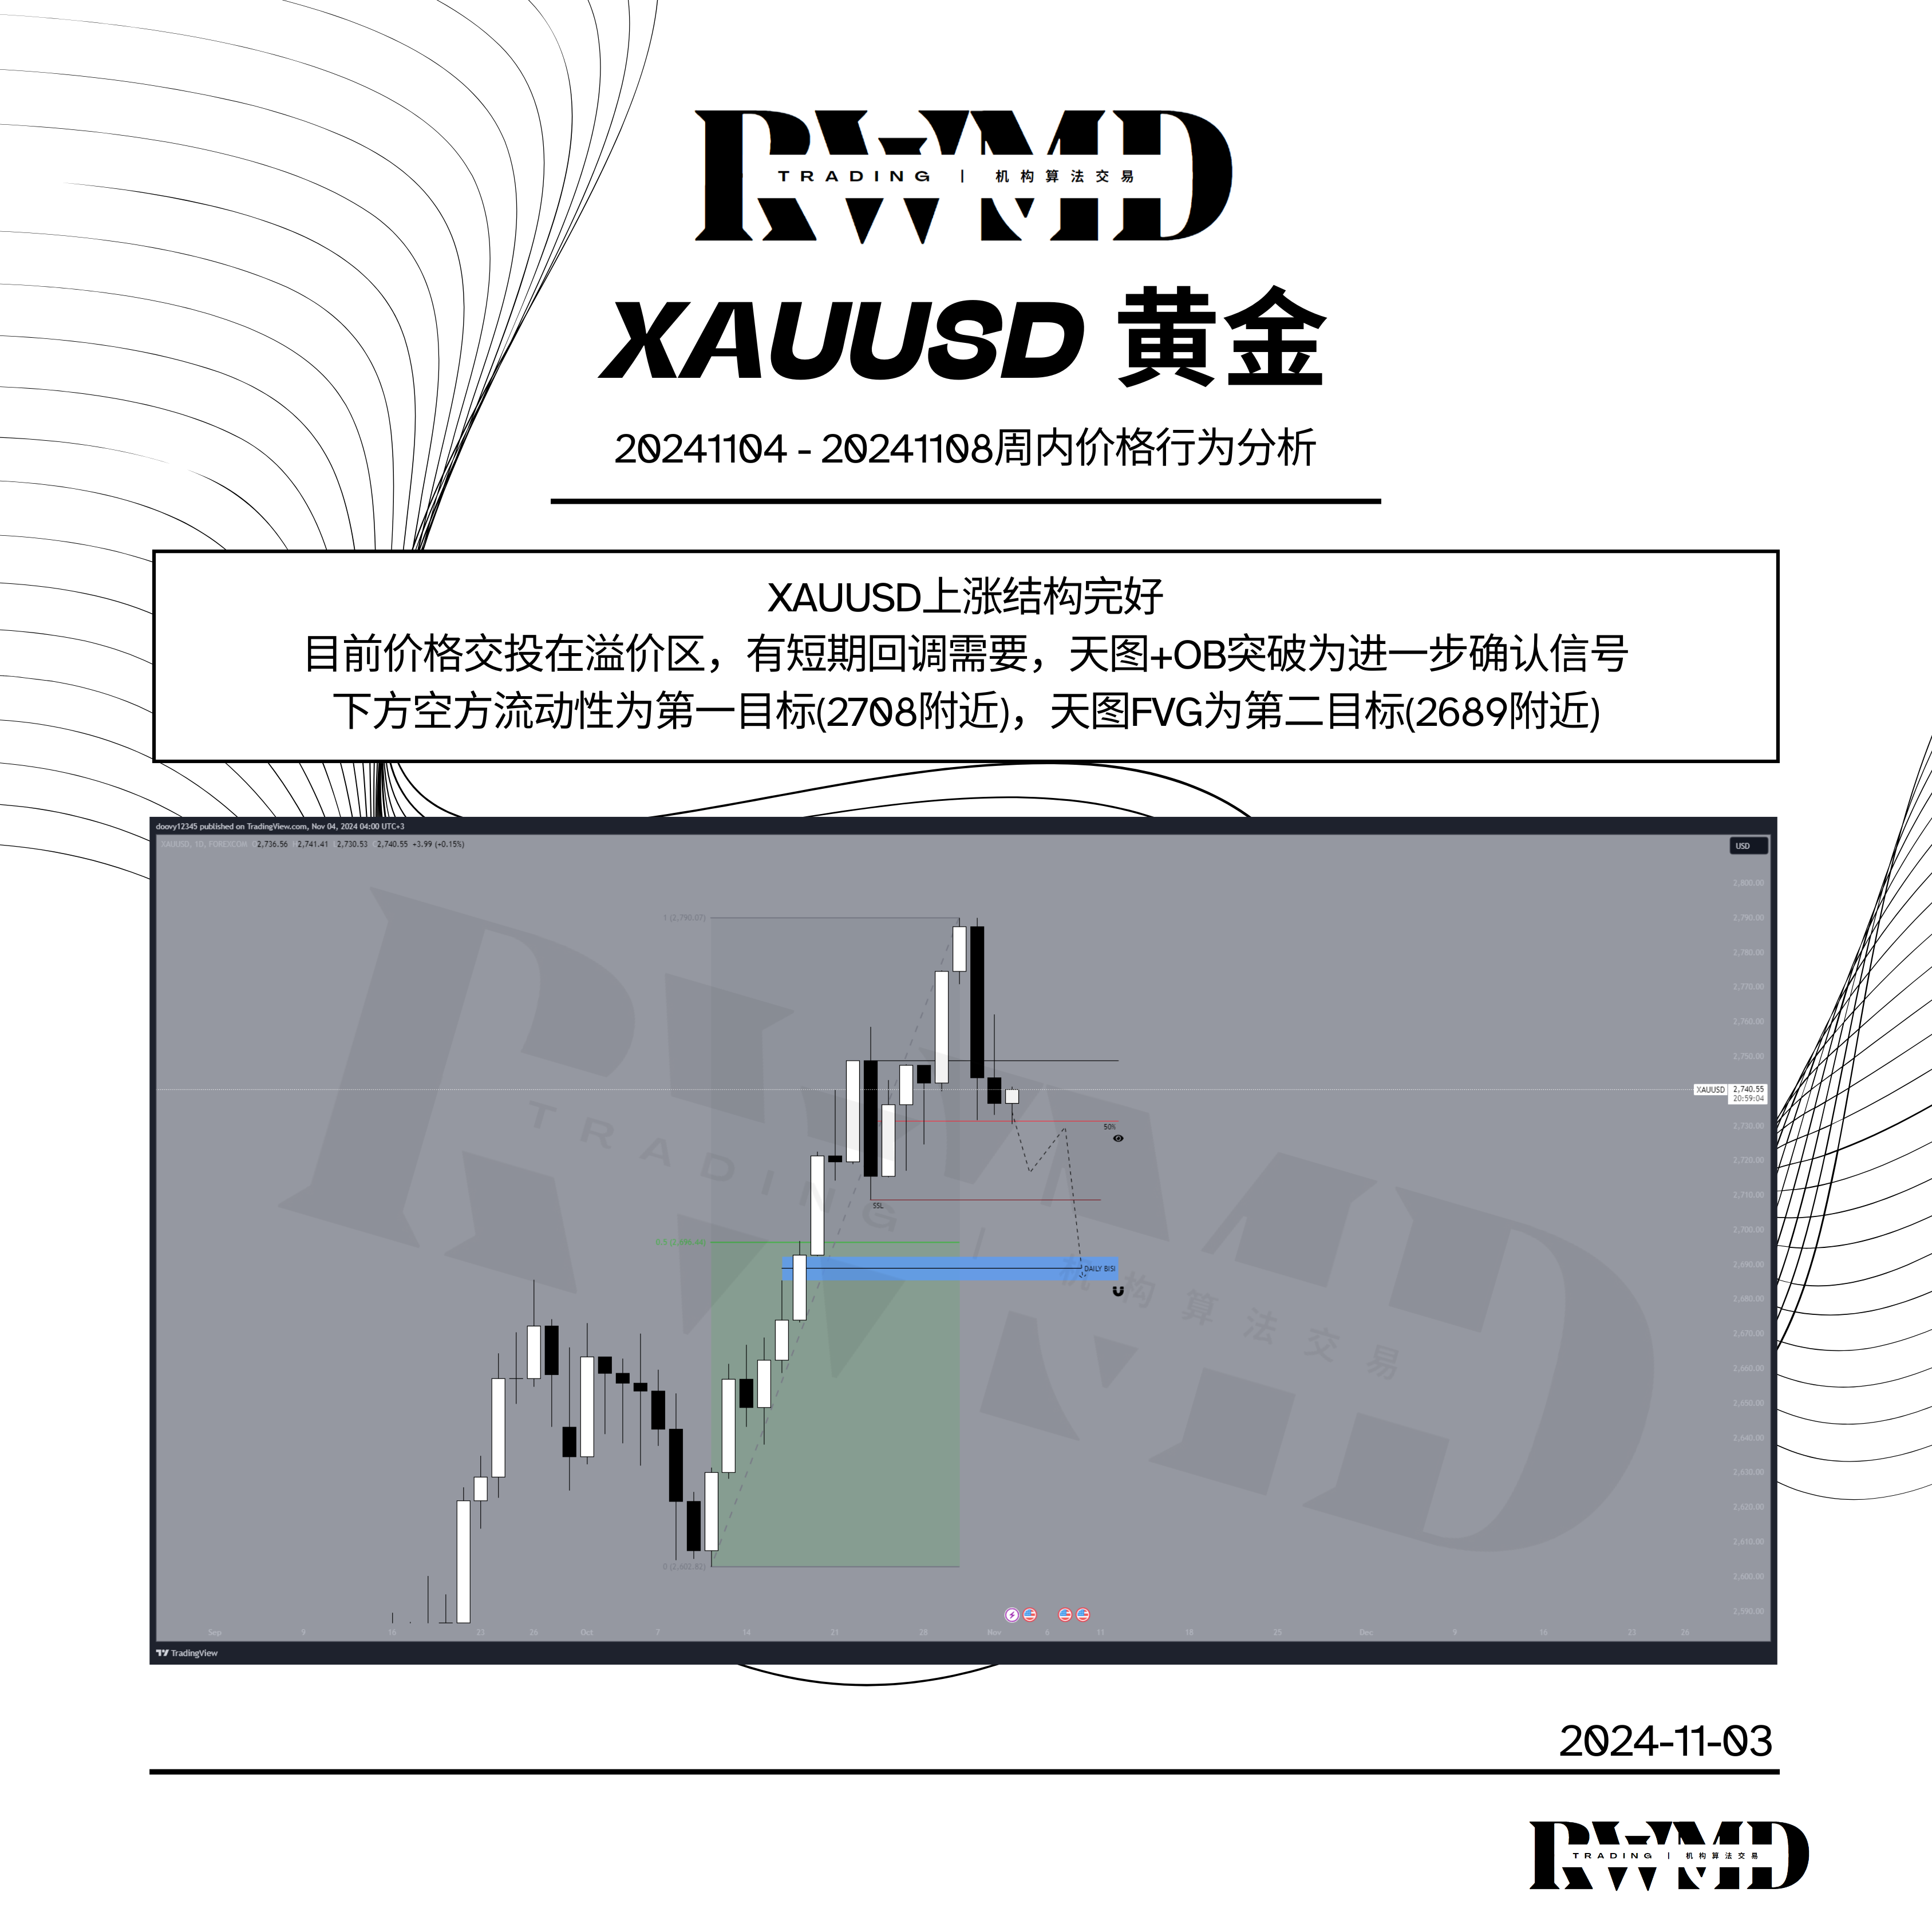 RWMD
TRADING | 机构算法交易
XAUUSD 黄金
20241104 - 20241108周内价格行为分析
XAUUSD上涨结构完好
目前价格交投在溢价区，有短期回调需要，天图+OB突破为进一步确认信号
下方空方流动性为第一目标(2708附近)，天图FVG为第二目标(2689附近)
doovy12345 published on TradingView.com, Nov 04, 2024 04:00 UTC+3
XAUUSD, 1D, FOREXCOM 2,736.56 2,741.41 2,730.53 2,740.55 +3.99 (+0.15%)
USD
2,800.00
1 (2,790.07)
2,790.00
2,780.00
2,770.00
2,760.00
2,750.00
XAUUSD 2,740.55
20:59:04
2,730.00
50%
2,720.00
2,710.00
SSL
2,700.00
2,690.00
DAILY BISI
2,680.00
2,670.00
2,660.00
2,650.00
2,640.00
2,630.00
2,620.00
2,610.00
0 (2,602.82)
2,600.00
2,590.00
RWMD
TRADING | 机构算法交易
Sep 9 16 23 26 Oct 7 14 21 28 Nov 6 11 18 25 Dec 9 16 23 26
TradingView
2024-11-03
RWMD
TRADING | 机构算法交易